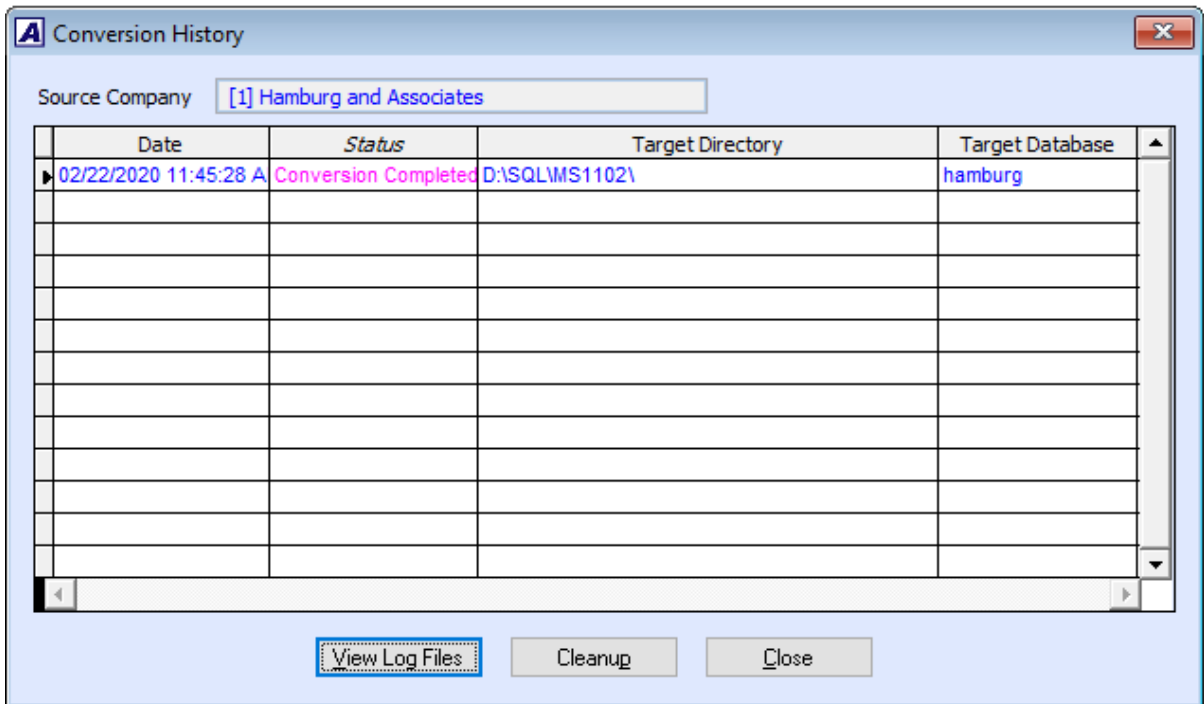 A Conversion History
Source Company [1] Hamburg and Associates
Date Status Target Directory Target Database
02/22/2020 11:45:28 A Conversion Completed D:\SQL\MS1102\ hamburg
View Log Files Cleanup Close